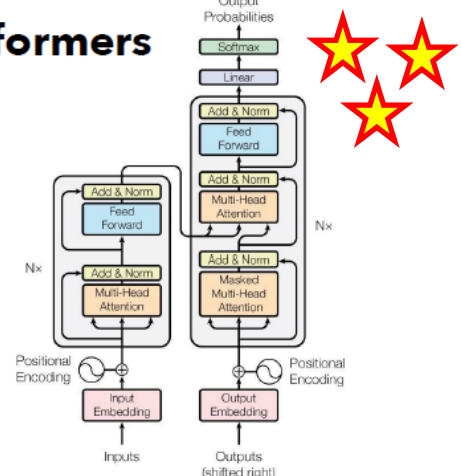 formers
Output
Probabilities
Softmax
Linear
Add & Norm
Feed
Forward
Add & Norm
Multi-Head
Attention
Nx
Add & Norm
Masked
Multi-Head
Attention
Positional
Encoding
Output
Embedding
Outputs
(shifted right)
Add & Norm
Feed
Forward
Nx
Add & Norm
Multi-Head
Attention
Positional
Encoding
Input
Embedding
Inputs